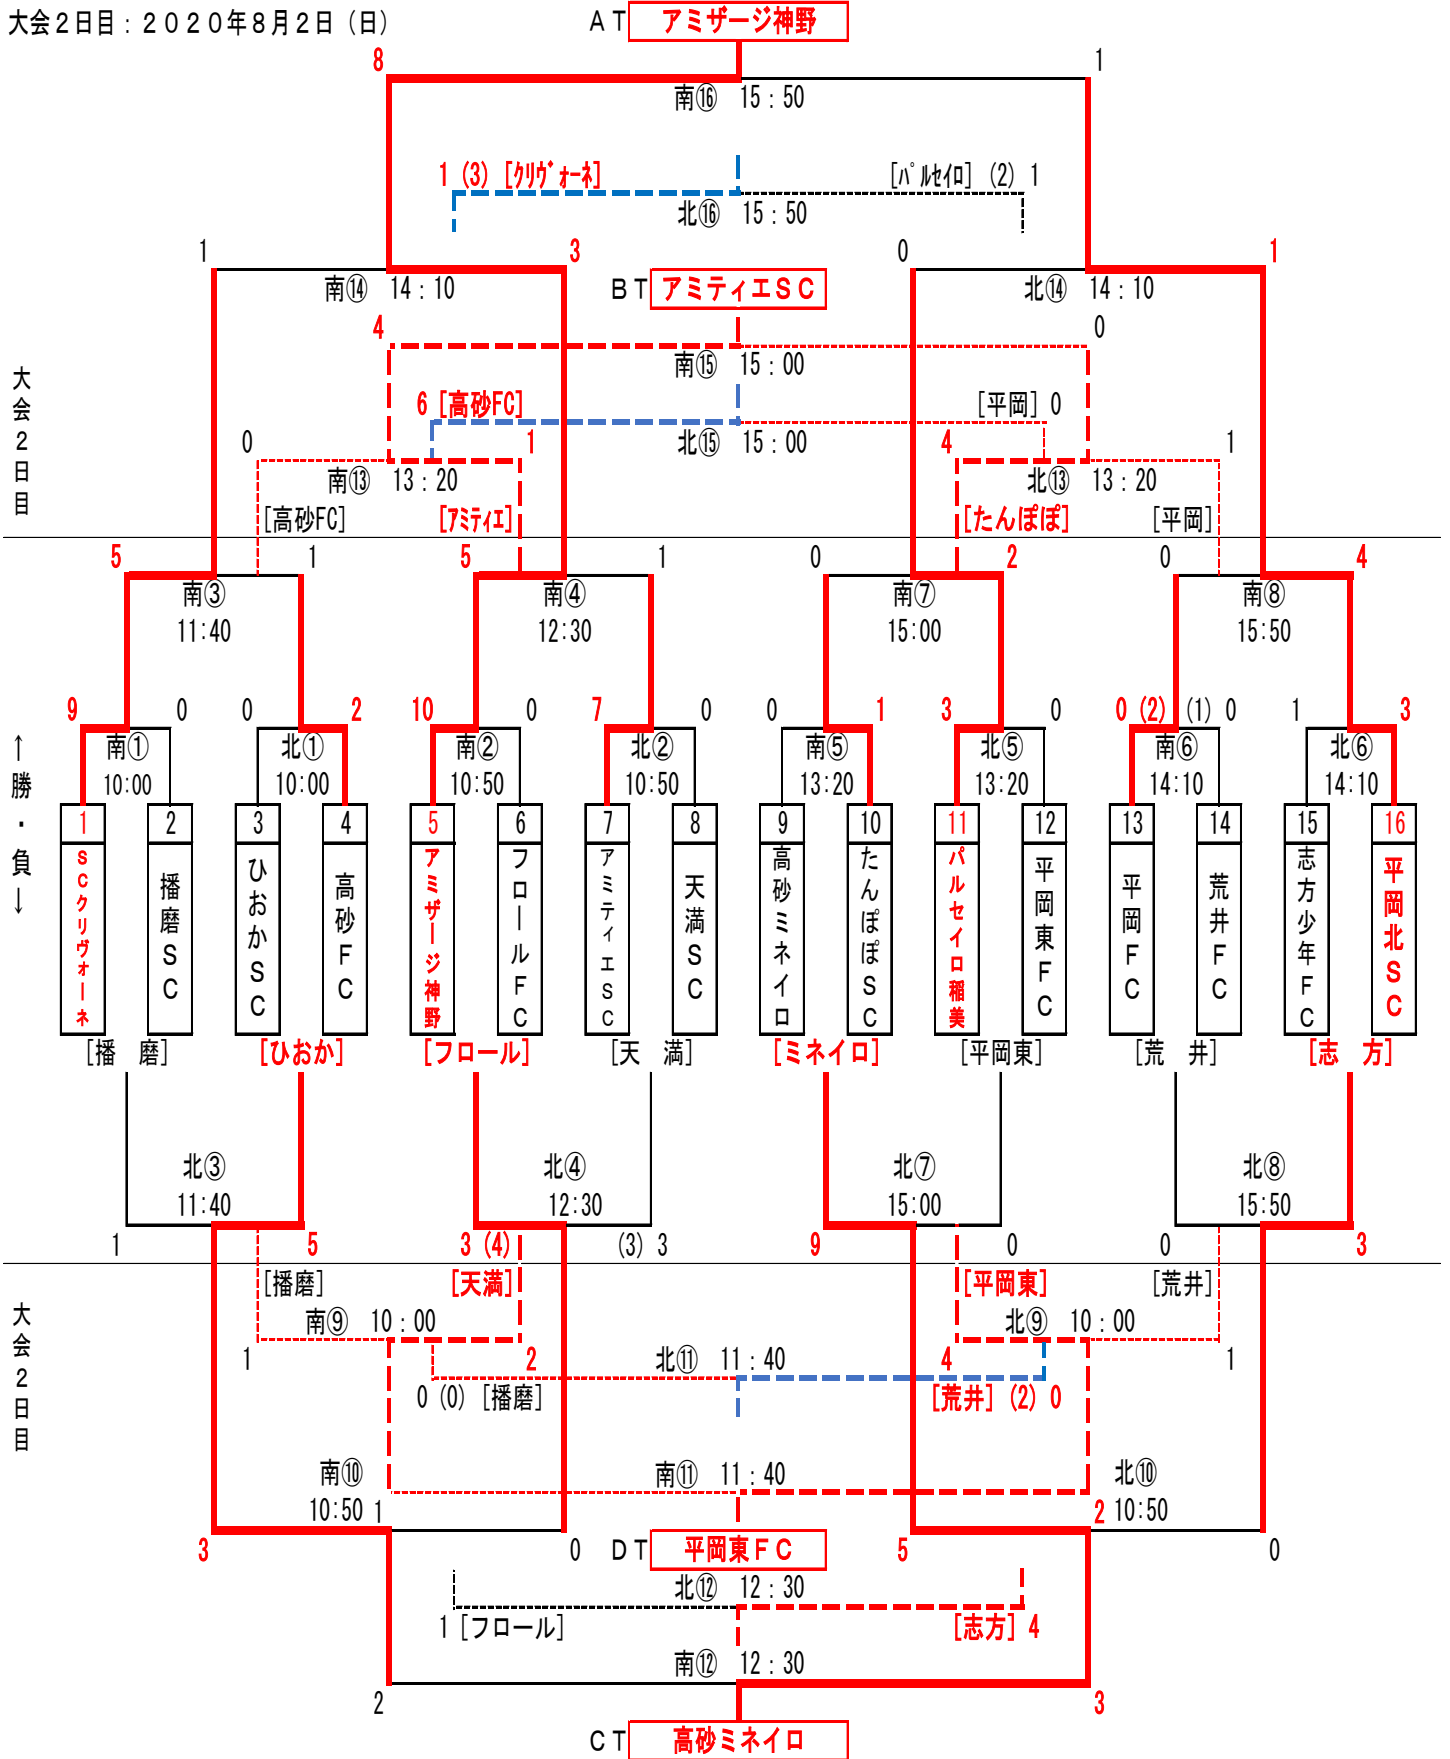 大会２日目：２０２０年８月２日（日）
ＡＴ アミザージ神野
8 1
南⑯ 15：50
1 (3) [クリヴォーネ] [パルセイロ] (2) 1
北⑯ 15：50
1 3 0 1
南⑭ 14：10 ＢＴ アミティエＳＣ 北⑭ 14：10
4 0
南⑮ 15：00
6 [高砂FC] [平岡] 0
0 1 北⑮ 15：00 4 1
南⑬ 13：20 北⑬ 13：20
[高砂FC] [アミティエ] [たんぽぽ] [平岡]
大会２日目
5 1 5 1 0 2 0 4
南③ 南④ 南⑦ 南⑧
11:40 12:30 15:00 15:50
9 0 0 2 10 0 7 0 0 1 3 0 0 (2) (1) 0 1 3
南① 北① 南② 北② 南⑤ 北⑤ 南⑥ 北⑥
10:00 10:00 10:50 10:50 13:20 13:20 14:10 14:10
↑勝・負↓
1 2 3 4 5 6 7 8 9 10 11 12 13 14 15 16
ＳＣクリヴォーネ
播磨ＳＣ
ひおかＳＣ
高砂ＦＣ
アミザージ神野
フロールＦＣ
アミティエＳＣ
天満ＳＣ
高砂ミネイロ
たんぽぽＳＣ
パルセイロ稲美
平岡東ＦＣ
平岡ＦＣ
荒井ＦＣ
志方少年ＦＣ
平岡北ＳＣ
[播　磨] [ひおか] [フロール] [天　満] [ミネイロ] [平岡東] [荒　井] [志　方]
北③ 北④ 北⑦ 北⑧
11:40 12:30 15:00 15:50
1 5 3 (4) (3) 3 9 0 0 3
[播磨] [天満] [平岡東] [荒井]
大会２日目
南⑨ 10：00 北⑨ 10：00
1 2 北⑪ 11：40 4 1
0 (0) [播磨] [荒井] (2) 0
南⑩ 南⑪ 11：40 北⑩
10:50 1 2 10:50
3 0 ＤＴ 平岡東ＦＣ 5 0
北⑫ 12：30
1 [フロール] [志方] 4
南⑫ 12：30
2 3
ＣＴ 高砂ミネイロ